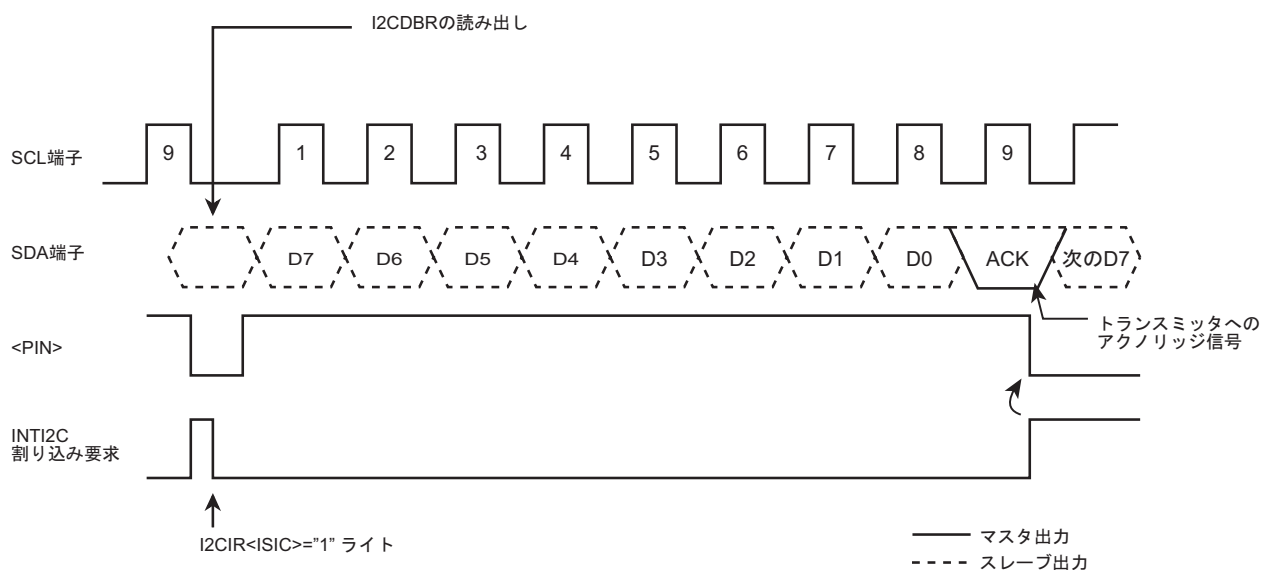 I2CDBRの読み出し
SCL端子
9
1
2
3
4
5
6
7
8
9
SDA端子
D7
D6
D5
D4
D3
D2
D1
D0
ACK
次のD7
<PIN>
トランスミッタへの
アクノリッジ信号
INTI2C
割り込み要求
I2CIR<ISIC>="1" ライト
マスタ出力
スレーブ出力